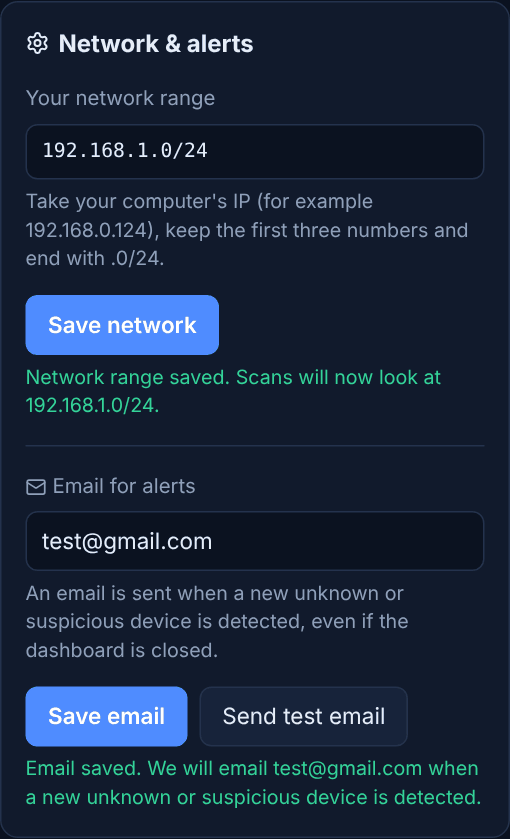 Network & alerts
Your network range
192.168.1.0/24
Take your computer's IP (for example
192.168.0.124), keep the first three numbers and
end with .0/24.
Save network
Network range saved. Scans will now look at
192.168.1.0/24.
Email for alerts
test@gmail.com
An email is sent when a new unknown or
suspicious device is detected, even if the
dashboard is closed.
Save email
Send test email
Email saved. We will email test@gmail.com when
a new unknown or suspicious device is detected.